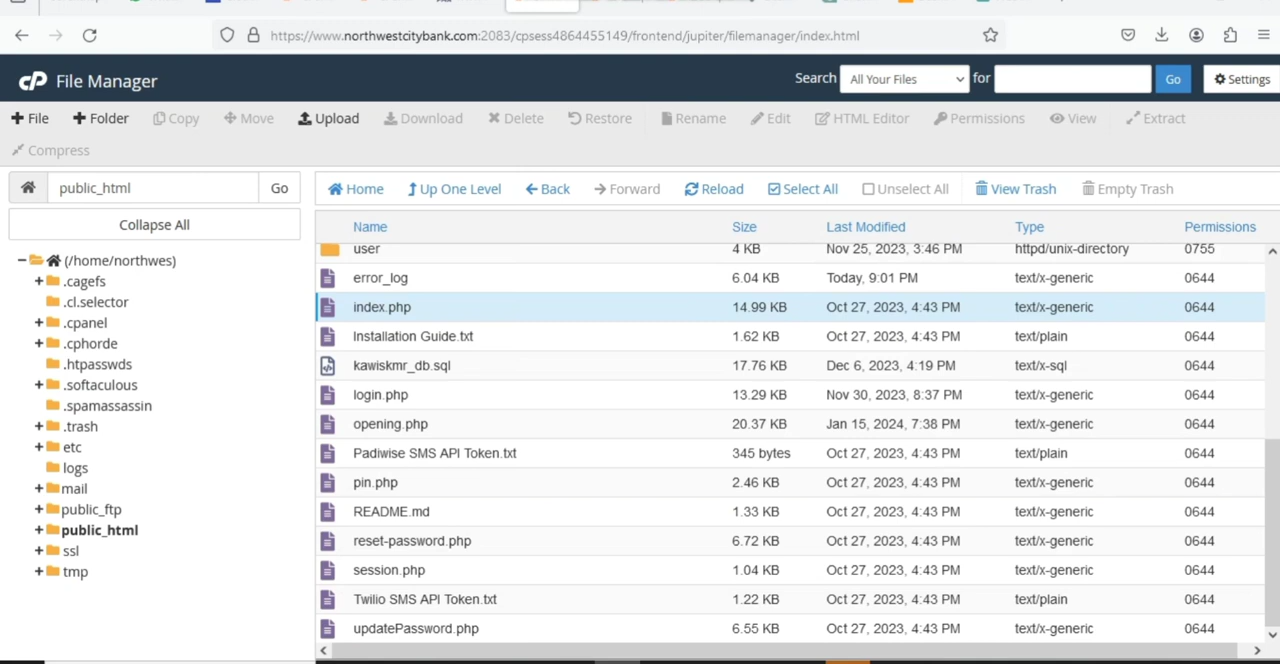 https://www.northwestcitybank.com:2083/cpsess4864455149/frontend/jupiter/filemanager/index.html
cP File Manager
Search All Your Files for Go Settings
+ File + Folder Copy Move Upload Download Delete Restore Rename Edit HTML Editor Permissions View Extract
Compress
public_html Go
Home Up One Level Back Forward Reload Select All Unselect All View Trash Empty Trash
Collapse All
Name Size Last Modified Type Permissions
user 4 KB Nov 25, 2023, 3:46 PM httpd/unix-directory 0755
error_log 6.04 KB Today, 9:01 PM text/x-generic 0644
index.php 14.99 KB Oct 27, 2023, 4:43 PM text/x-generic 0644
Installation Guide.txt 1.62 KB Oct 27, 2023, 4:43 PM text/plain 0644
kawiskmr_db.sql 17.76 KB Dec 6, 2023, 4:19 PM text/x-sql 0644
login.php 13.29 KB Nov 30, 2023, 8:37 PM text/x-generic 0644
opening.php 20.37 KB Jan 15, 2024, 7:38 PM text/x-generic 0644
Padiwise SMS API Token.txt 345 bytes Oct 27, 2023, 4:43 PM text/plain 0644
pin.php 2.46 KB Oct 27, 2023, 4:43 PM text/x-generic 0644
README.md 1.33 KB Oct 27, 2023, 4:43 PM text/x-generic 0644
reset-password.php 6.72 KB Oct 27, 2023, 4:43 PM text/x-generic 0644
session.php 1.04 KB Oct 27, 2023, 4:43 PM text/x-generic 0644
Twilio SMS API Token.txt 1.22 KB Oct 27, 2023, 4:43 PM text/plain 0644
updatePassword.php 6.55 KB Oct 27, 2023, 4:43 PM text/x-generic 0644
(/home/northwes)
.cagefs
.cl.selector
.cpanel
.cphorde
.htpasswds
.softaculous
.spamassassin
.trash
etc
logs
mail
public_ftp
public_html
ssl
tmp